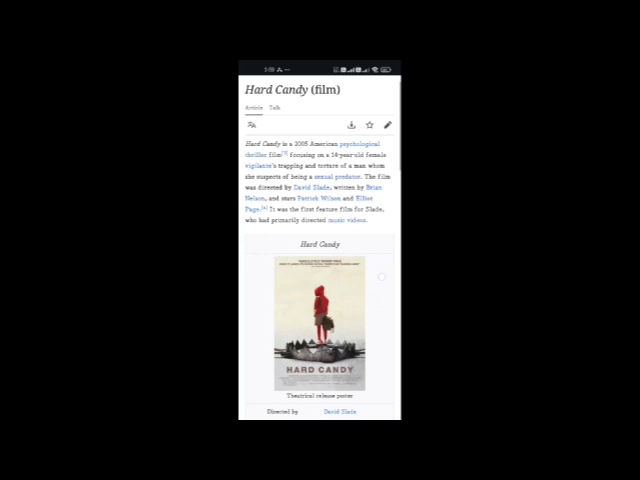 Hard Candy (film)
Article Talk
Hard Candy is a 2005 American psychological
thriller film[3] focusing on a 14-year-old female
vigilante's trapping and torture of a man whom
she suspects of being a sexual predator. The film
was directed by David Slade, written by Brian
Nelson, and stars Patrick Wilson and Elliot
Page.[4] It was the first feature film for Slade,
who had primarily directed music videos.
Hard Candy
HARD CANDY
Theatrical release poster
Directed by David Slade